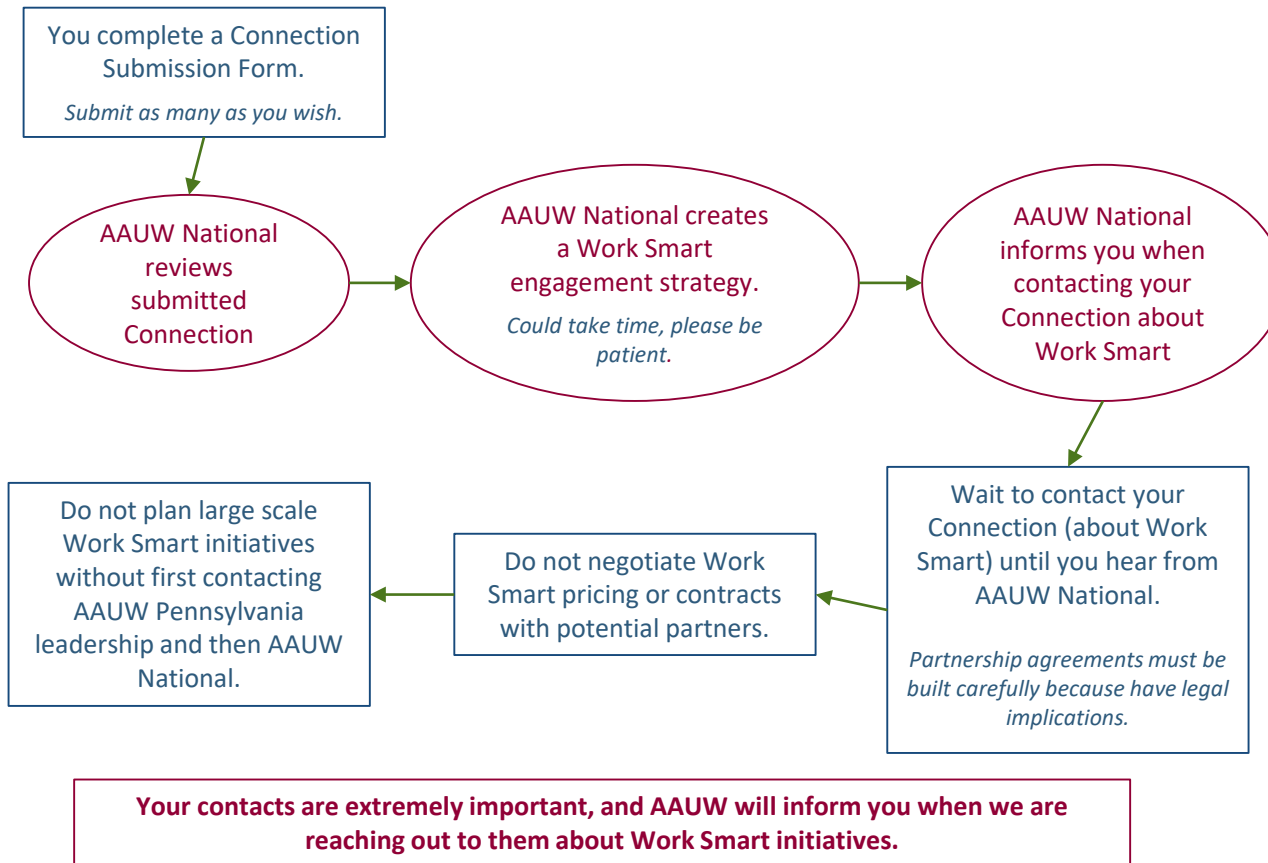 You complete a Connection
Submission Form.
Submit as many as you wish.
AAUW National
reviews
submitted
Connection
AAUW National creates
a Work Smart
engagement strategy.
Could take time, please be
patient.
AAUW National
informs you when
contacting your
Connection about
Work Smart
Wait to contact your
Connection (about Work
Smart) until you hear from
AAUW National.
Partnership agreements must be
built carefully because have legal
implications.
Do not negotiate Work
Smart pricing or contracts
with potential partners.
Do not plan large scale
Work Smart initiatives
without first contacting
AAUW Pennsylvania
leadership and then AAUW
National.
Your contacts are extremely important, and AAUW will inform you when we are
reaching out to them about Work Smart initiatives.